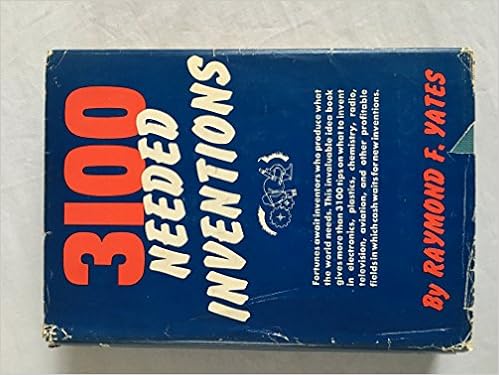 3100
NEEDED
INVENTIONS
Fortunes await inventors who produce what
the world needs. This invaluable idea book
gives more than 3100 tips on what to invent
in electronics, plastics, chemistry, radio,
television, aviation, and other profitable
fields in which cash waits for new inventions.
By RAYMOND F. YATES